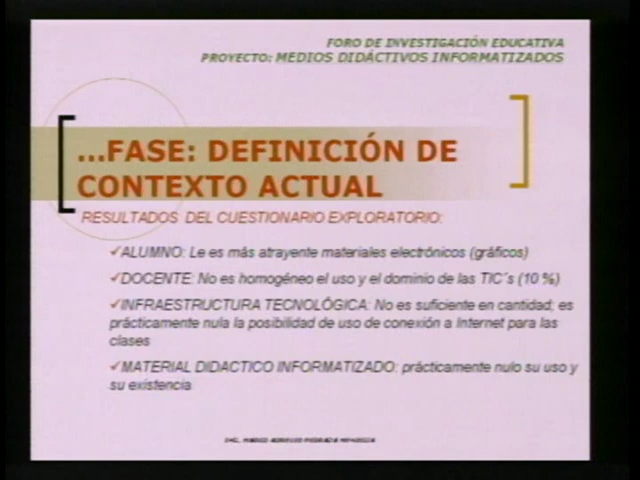 FORO DE INVESTIGACIÓN EDUCATIVA
PROYECTO: MEDIOS DIDÁCTIVOS INFORMATIZADOS
...FASE: DEFINICIÓN DE
CONTEXTO ACTUAL
RESULTADOS DEL CUESTIONARIO EXPLORATORIO:
✓ALUMNO: Le es más atrayente materiales electrónicos (gráficos)
✓DOCENTE: No es homogéneo el uso y el dominio de las TIC´s (10 %)
✓INFRAESTRUCTURA TECNOLÓGICA: No es suficiente en cantidad; es
prácticamente nula la posibilidad de uso de conexión a Internet para las
clases
✓MATERIAL DIDACTICO INFORMATIZADO: prácticamente nulo su uso y
su existencia
ING.